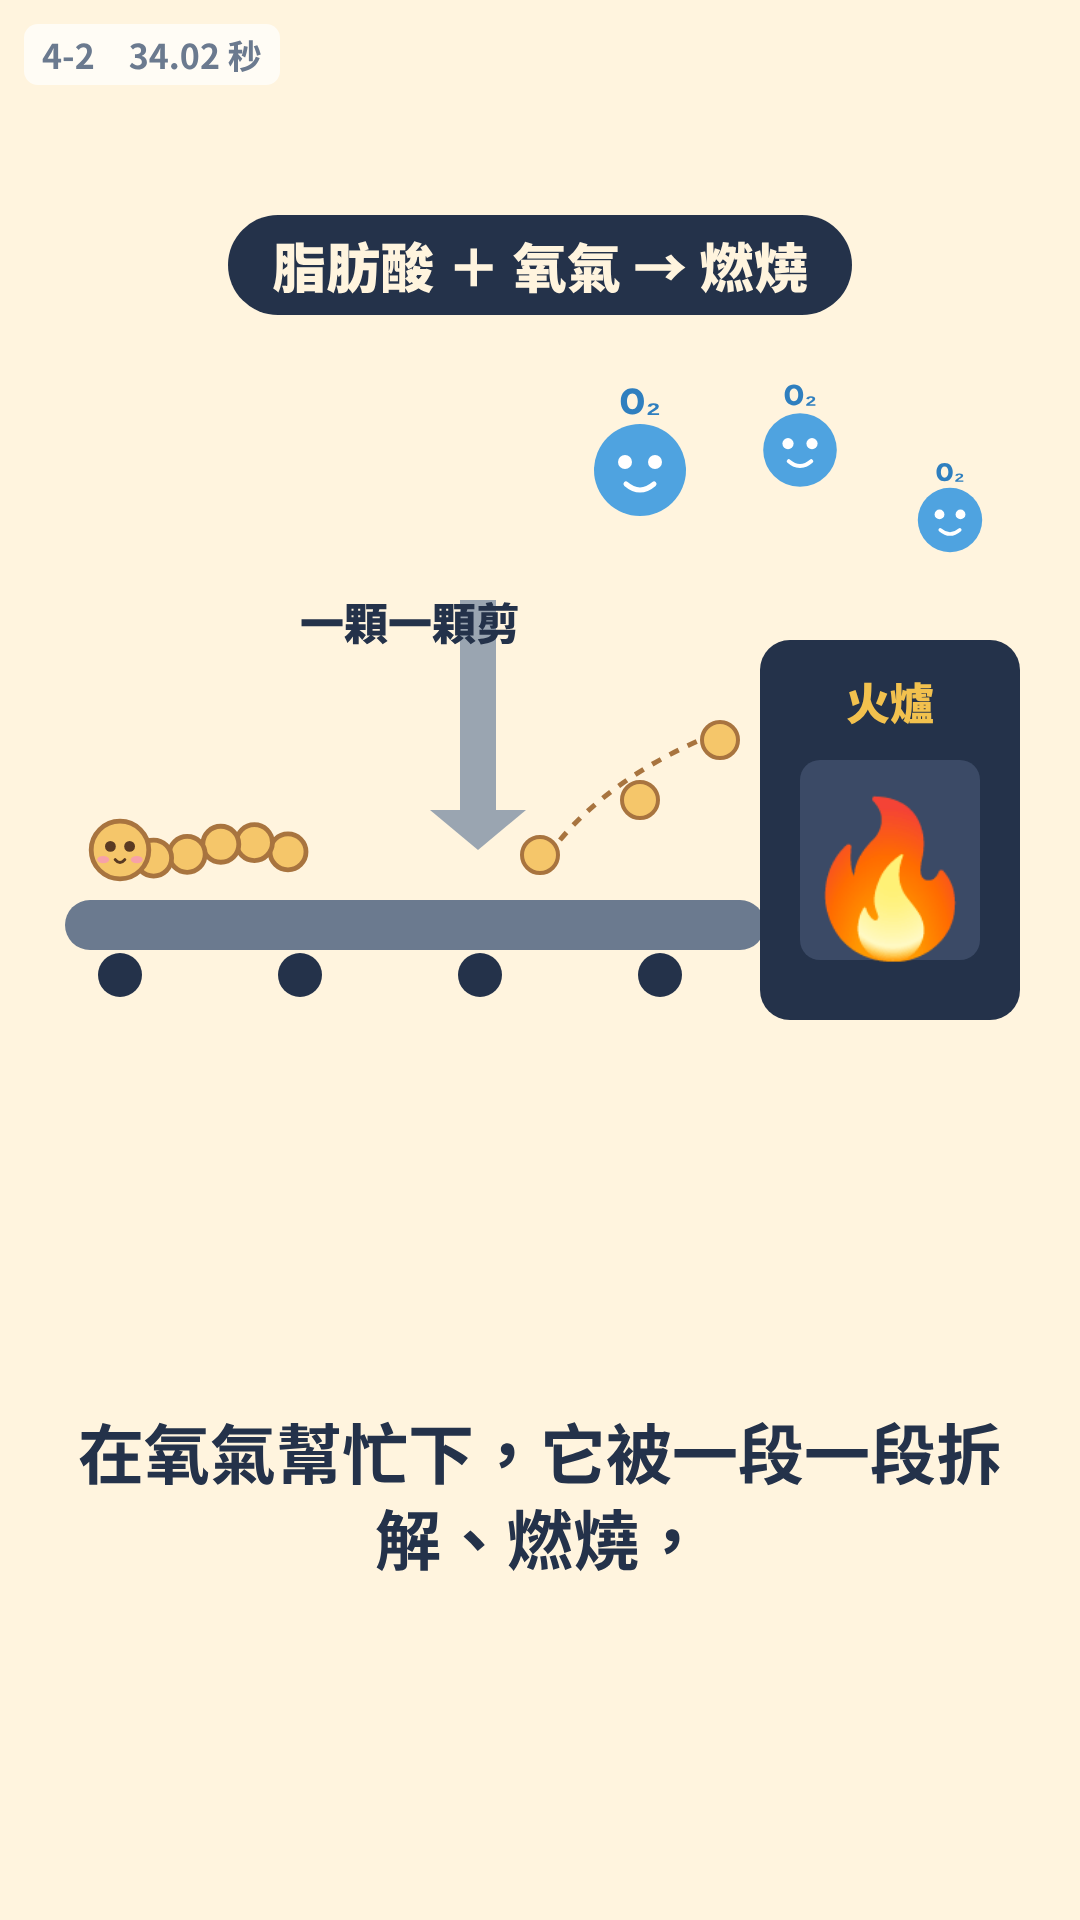 4-2 34.02 秒
脂肪酸 + 氧氣 → 燃燒
O₂
O₂
O₂
一顆一顆剪
火爐
在氧氣幫忙下，它被一段一段拆
解、燃燒，